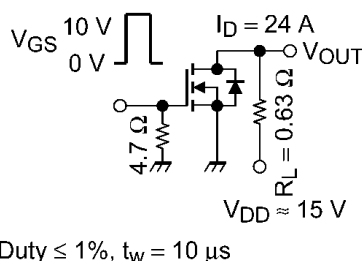 I_D = 24 A
10 V
V_GS
0 V
V_OUT
4.7 Ω
R_L = 0.63 Ω
V_DD ≈ 15 V
Duty ≤ 1%, t_w = 10 μs